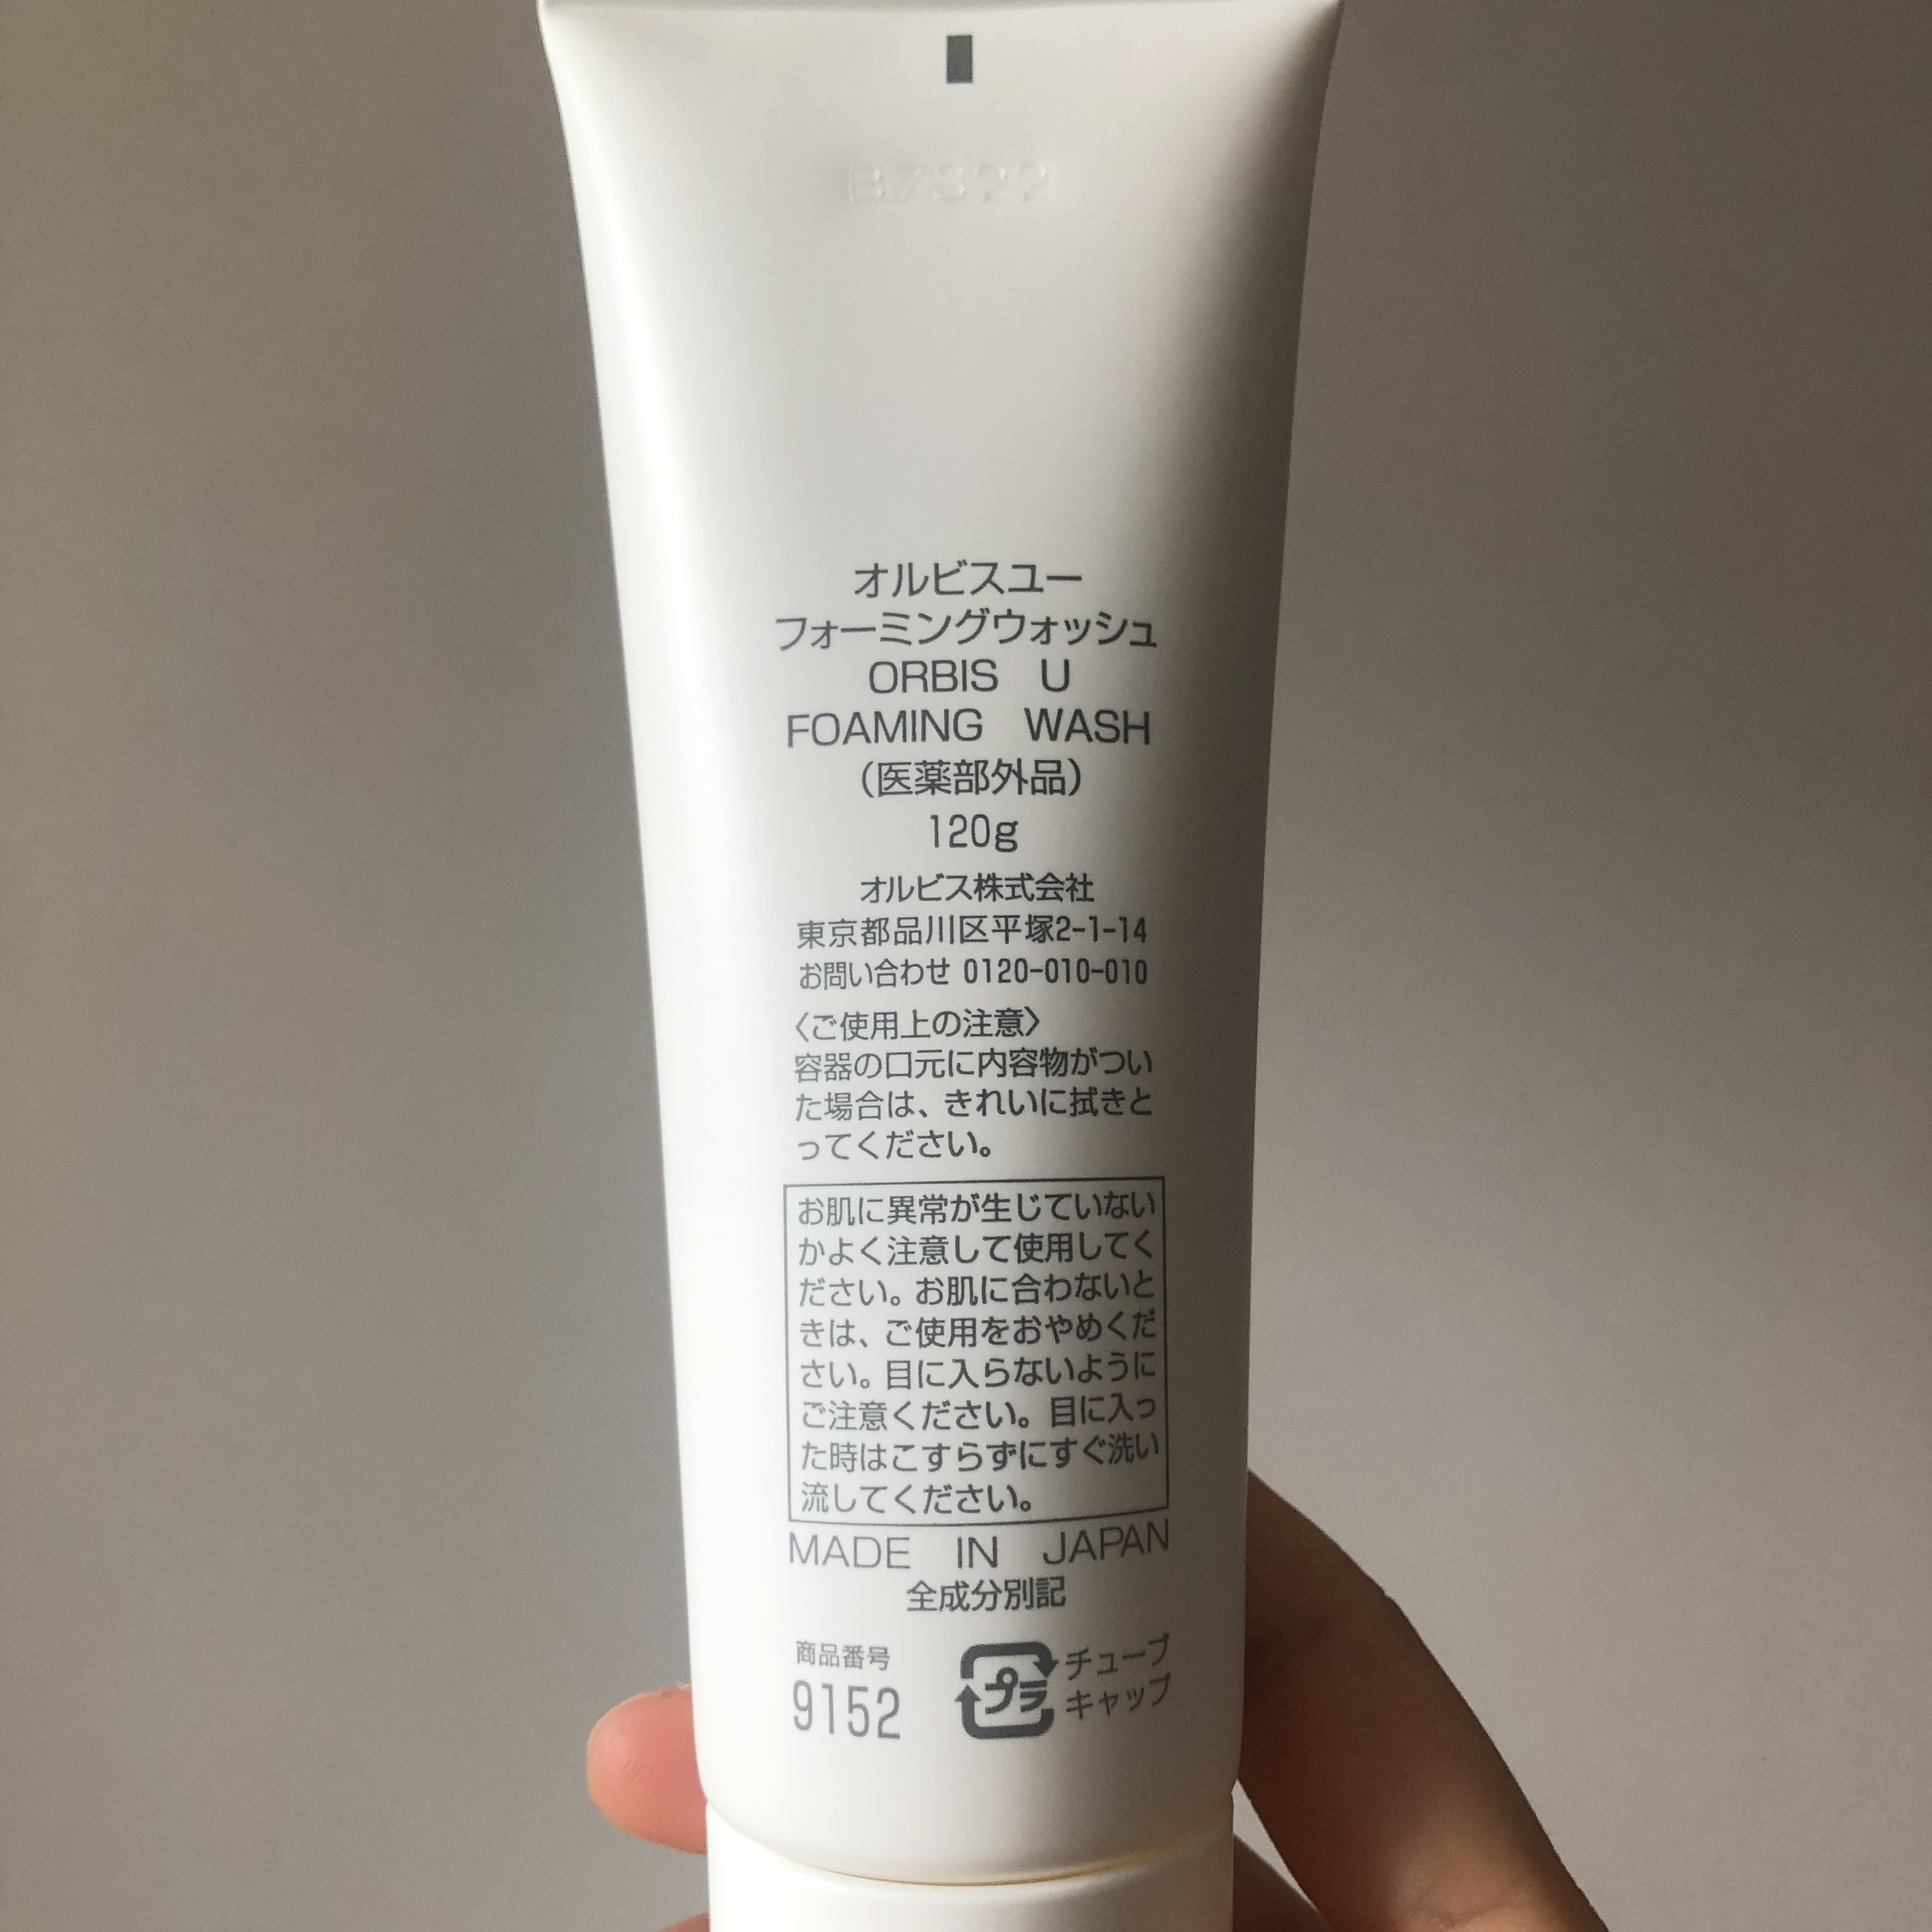 B7S99
オルビスユー
フォーミングウォッシュ
ORBIS U
FOAMING WASH
（医薬部外品）
120g
オルビス株式会社
東京都品川区平塚2-1-14
お問い合わせ 0120-010-010
〈ご使用上の注意〉
容器の口元に内容物がつい
た場合は、きれいに拭きと
ってください。
お肌に異常が生じていない
かよく注意して使用してく
ださい。お肌に合わないと
きは、ご使用をおやめくだ
さい。目に入らないように
ご注意ください。目に入っ
た時はこすらずにすぐ洗い
流してください。
MADE IN JAPAN
全成分別記
商品番号
9152
プラ
チューブ
キャップ